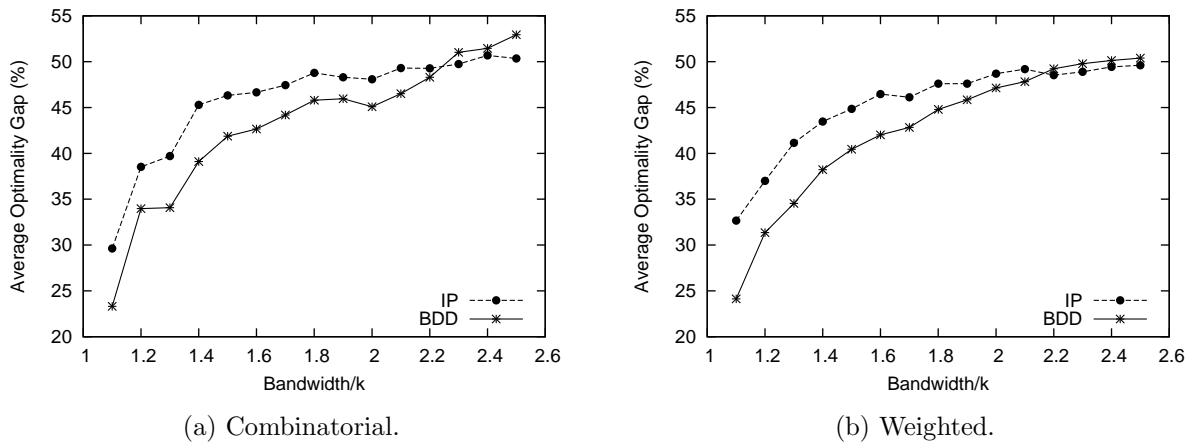 55
50
45
40
35
30
25
20
Average Optimality Gap (%)
IP
BDD
1 1.2 1.4 1.6 1.8 2 2.2 2.4 2.6
Bandwidth/k
(a) Combinatorial.
55
50
45
40
35
30
25
20
Average Optimality Gap (%)
IP
BDD
1 1.2 1.4 1.6 1.8 2 2.2 2.4 2.6
Bandwidth/k
(b) Weighted.